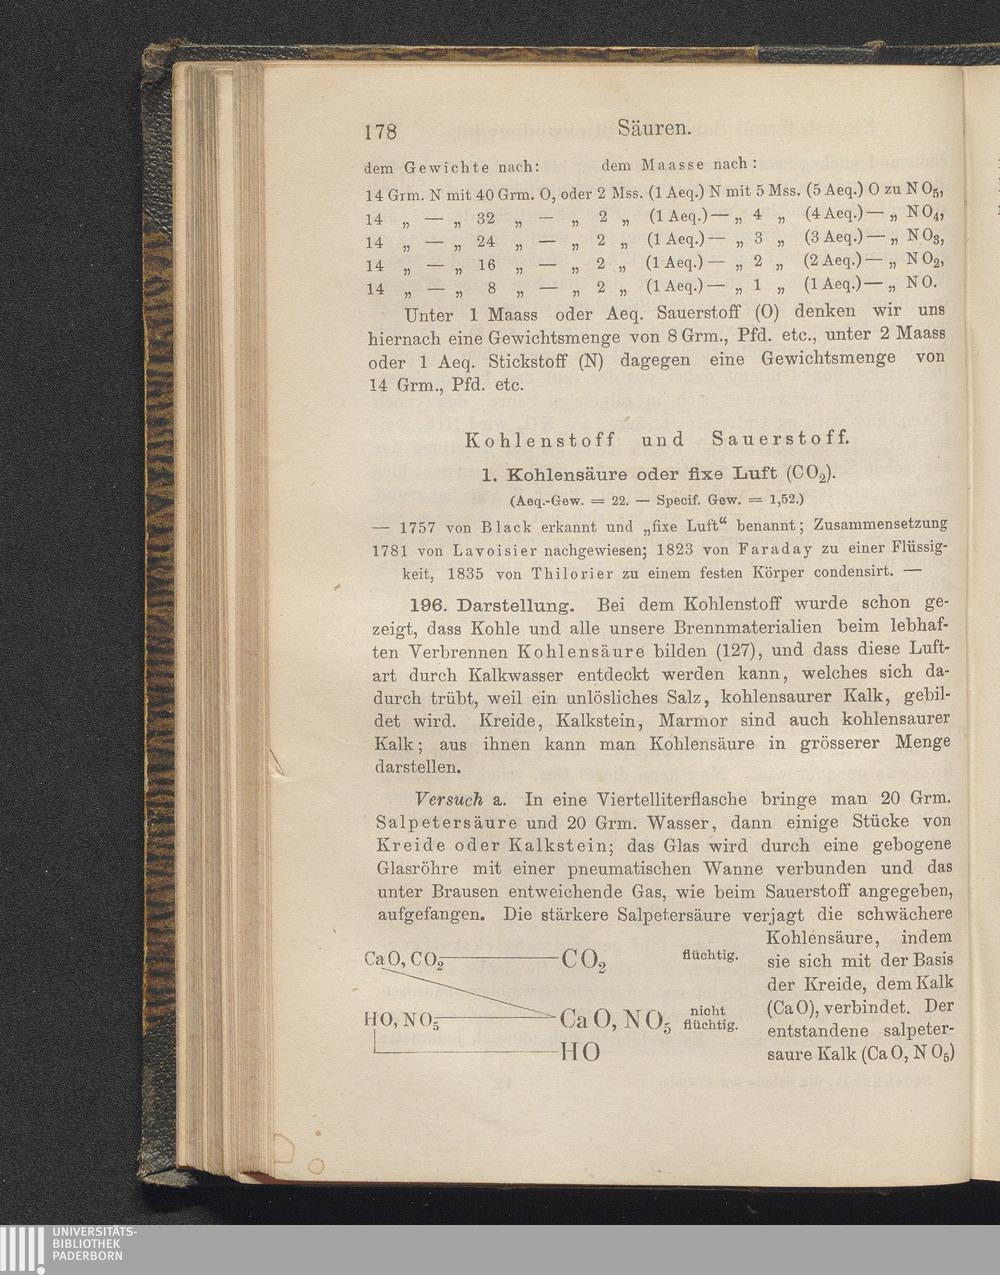 178 Säuren.
dem Gewichte nach: dem Maasse nach:
14 Grm. N mit 40 Grm. O, oder 2 Mss. (1 Aeq.) N mit 5 Mss. (5 Aeq.) O zu NO₅,
14 „ — „ 32 „ — „ 2 „ (1 Aeq.) — „ 4 „ (4 Aeq.) — „ NO₄,
14 „ — „ 24 „ — „ 2 „ (1 Aeq.) — „ 3 „ (3 Aeq.) — „ NO₃,
14 „ — „ 16 „ — „ 2 „ (1 Aeq.) — „ 2 „ (2 Aeq.) — „ NO₂,
14 „ — „ 8 „ — „ 2 „ (1 Aeq.) — „ 1 „ (1 Aeq.) — „ NO.
Unter 1 Maass oder Aeq. Sauerstoff (O) denken wir uns
hiernach eine Gewichtsmenge von 8 Grm., Pfd. etc., unter 2 Maass
oder 1 Aeq. Stickstoff (N) dagegen eine Gewichtsmenge von
14 Grm., Pfd. etc.
Kohlenstoff und Sauerstoff.
1. Kohlensäure oder fixe Luft (CO₂).
(Aeq.-Gew. = 22. — Specif. Gew. = 1,52.)
— 1757 von Black erkannt und „fixe Luft“ benannt; Zusammensetzung
1781 von Lavoisier nachgewiesen; 1823 von Faraday zu einer Flüssig-
keit, 1835 von Thilorier zu einem festen Körper condensirt. —
196. Darstellung. Bei dem Kohlenstoff wurde schon ge-
zeigt, dass Kohle und alle unsere Brennmaterialien beim lebhaf-
ten Verbrennen Kohlensäure bilden (127), und dass diese Luft-
art durch Kalkwasser entdeckt werden kann, welches sich da-
durch trübt, weil ein unlösliches Salz, kohlensaurer Kalk, gebil-
det wird. Kreide, Kalkstein, Marmor sind auch kohlensaurer
Kalk; aus ihnen kann man Kohlensäure in grösserer Menge
darstellen.
Versuch a. In eine Viertelliterflasche bringe man 20 Grm.
Salpetersäure und 20 Grm. Wasser, dann einige Stücke von
Kreide oder Kalkstein; das Glas wird durch eine gebogene
Glasröhre mit einer pneumatischen Wanne verbunden und das
unter Brausen entweichende Gas, wie beim Sauerstoff angegeben,
aufgefangen. Die stärkere Salpetersäure verjagt die schwächere
Kohlensäure, indem
sie sich mit der Basis
der Kreide, dem Kalk
(CaO), verbindet. Der
entstandene salpeter-
saure Kalk (CaO, NO₅)
CaO, CO₂ CO₂ flüchtig.
HO, NO₅ CaO, NO₅ nicht
flüchtig.
HO
UNIVERSITÄTS-
BIBLIOTHEK
PADERBORN